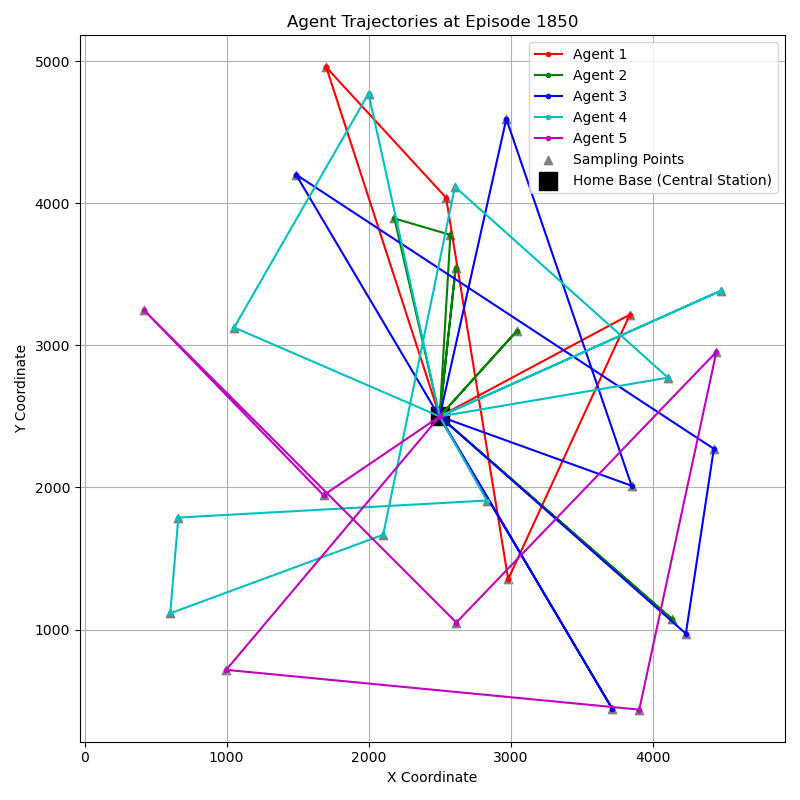 Agent Trajectories at Episode 1850
Agent 1
Agent 2
Agent 3
Agent 4
Agent 5
Sampling Points
Home Base (Central Station)
Y Coordinate
5000
4000
3000
2000
1000
0
1000
2000
3000
4000
X Coordinate